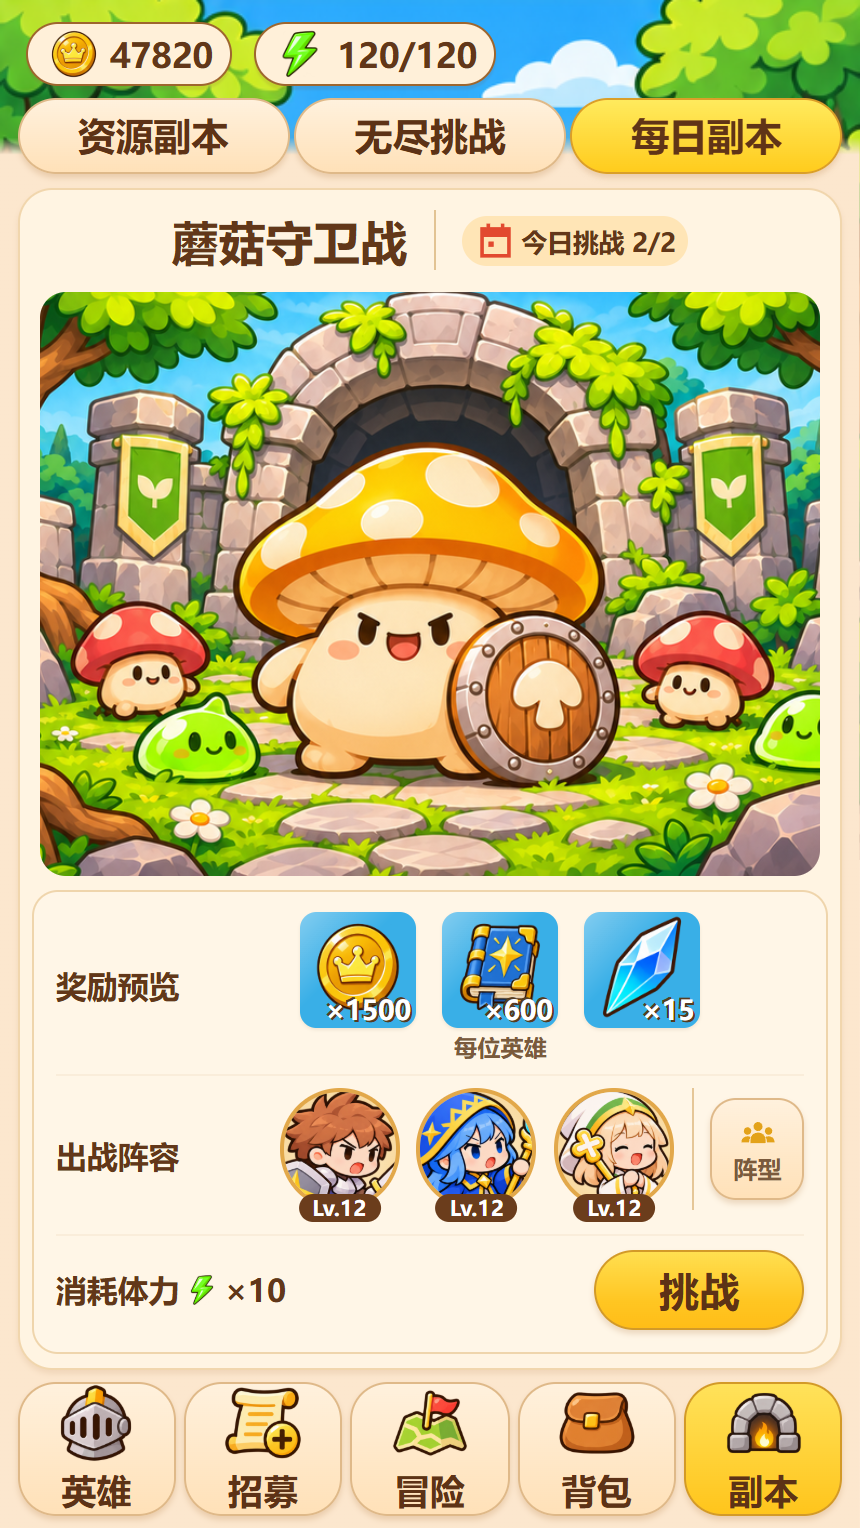 47820
120/120
资源副本
无尽挑战
每日副本
蘑菇守卫战
今日挑战 2/2
奖励预览
×1500
×600
×15
每位英雄
出战阵容
Lv.12
Lv.12
Lv.12
阵型
消耗体力 ×10
挑战
英雄
招募
冒险
背包
副本